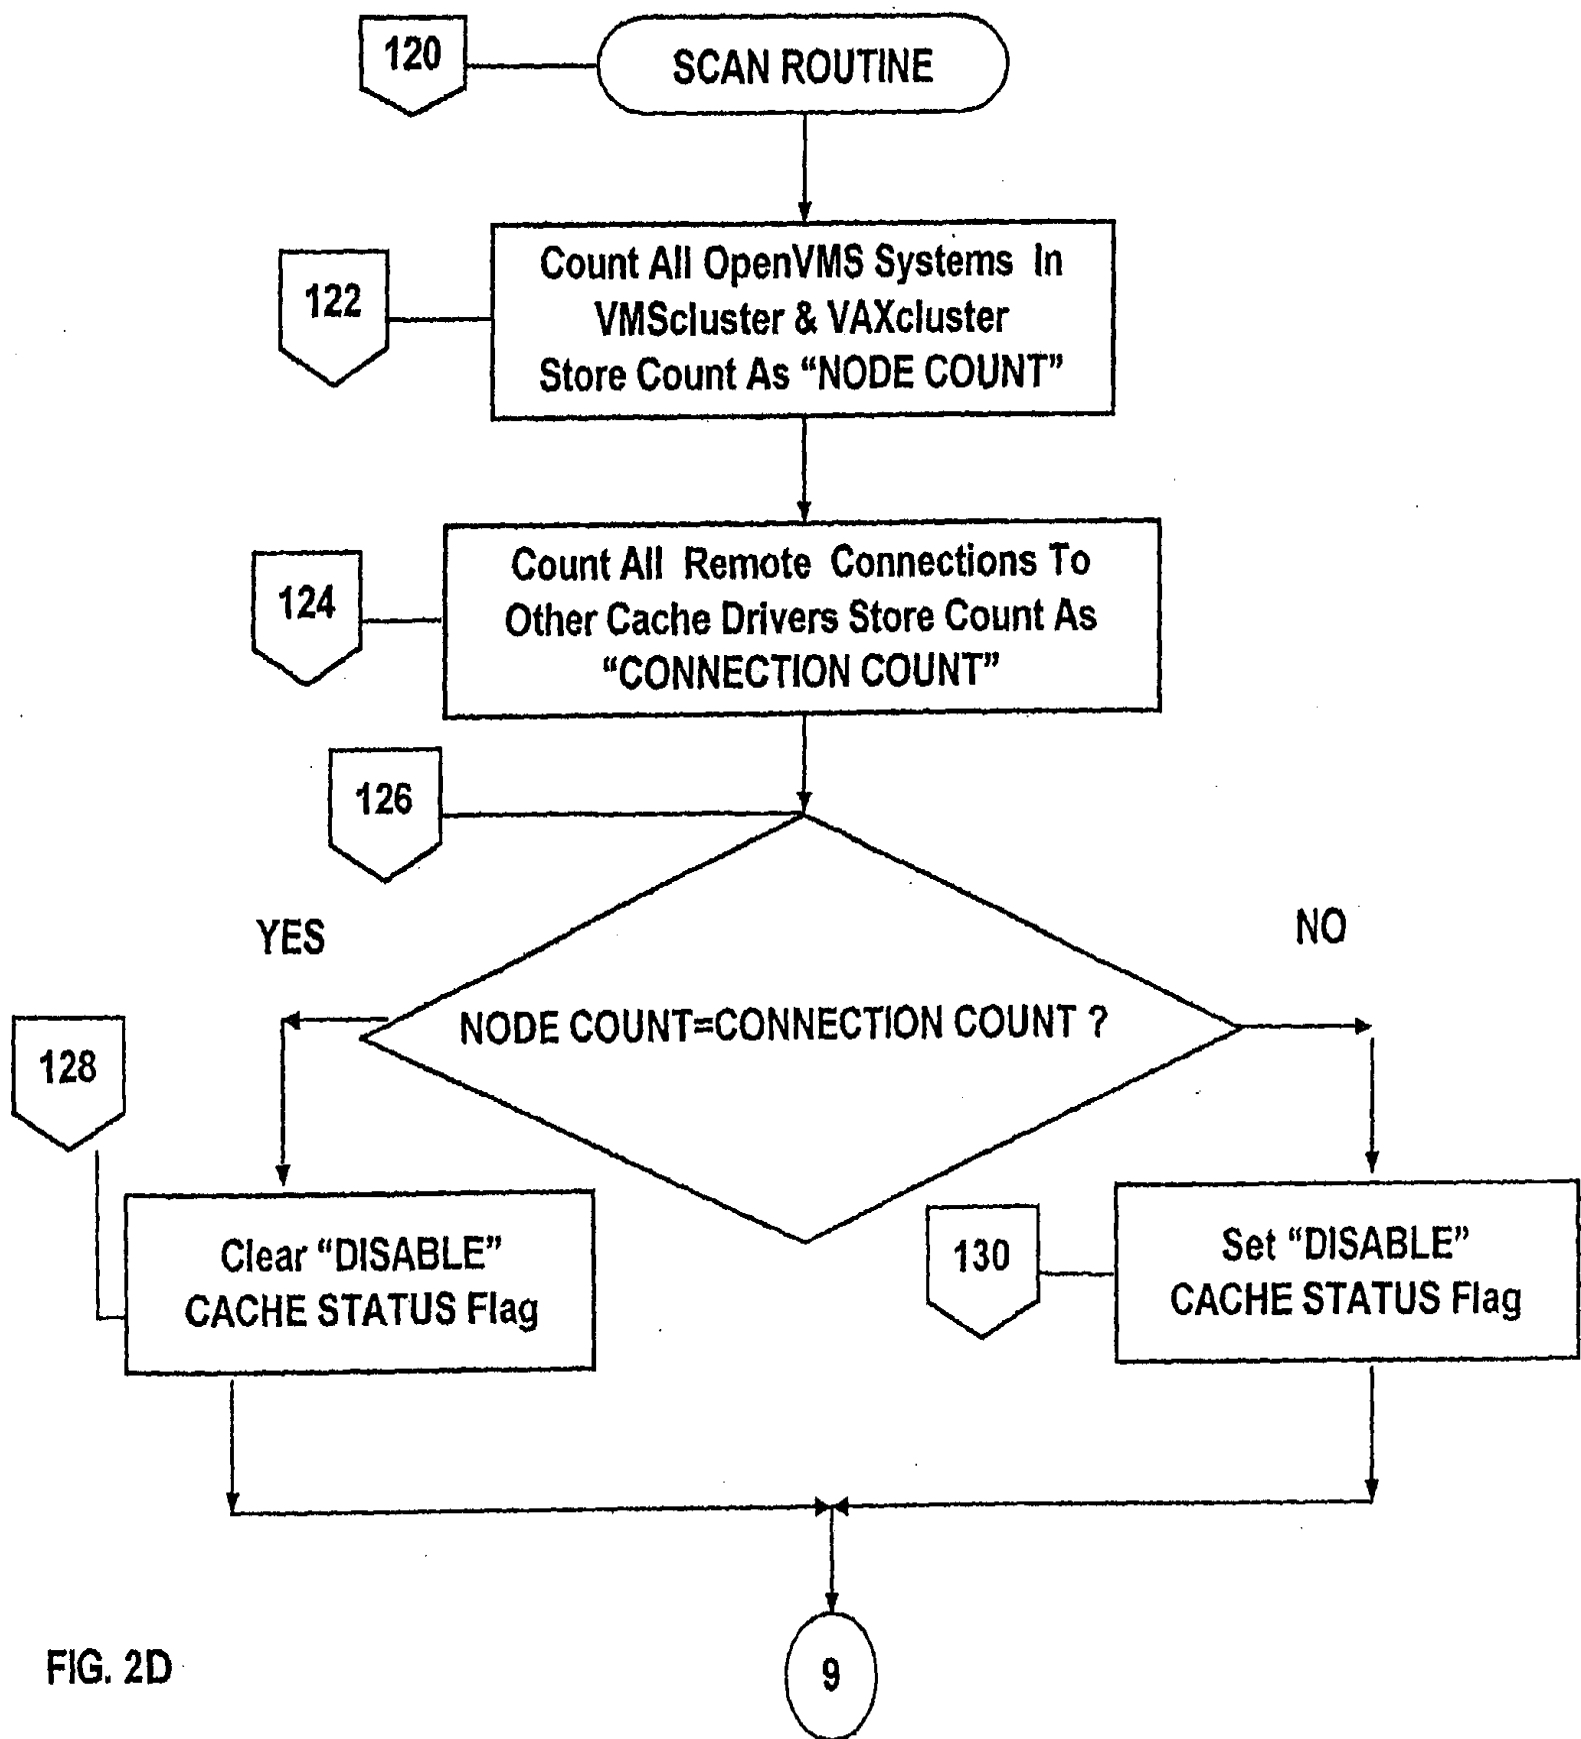 120
SCAN ROUTINE
122
Count All OpenVMS Systems In
VMScluster & VAXcluster
Store Count As “NODE COUNT”
124
Count All Remote Connections To
Other Cache Drivers Store Count As
“CONNECTION COUNT”
126
YES
NO
NODE COUNT=CONNECTION COUNT ?
128
Clear “DISABLE”
CACHE STATUS Flag
130
Set “DISABLE”
CACHE STATUS Flag
9
FIG. 2D